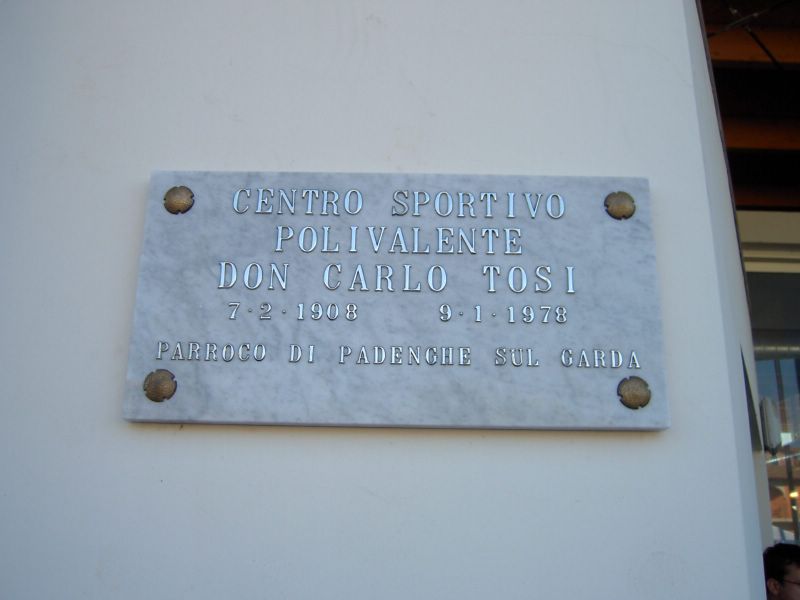 CENTRO SPORTIVO
POLIVALENTE
DON CARLO TOSI
7·2·1908 9·1·1978
PARROCO DI PADENGHE SUL GARDA